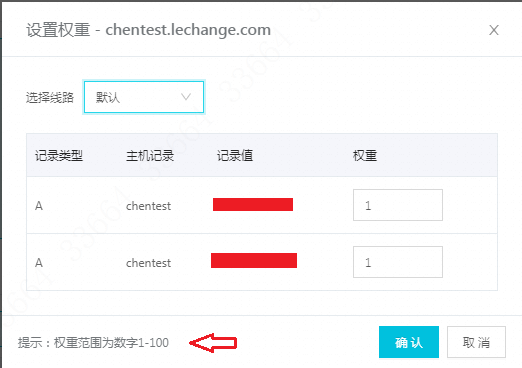 设置权重 - chentest.lechange.com
选择线路 默认
记录类型 主机记录 记录值 权重
A chentest 1
A chentest 1
提示：权重范围为数字1-100
确认 取消